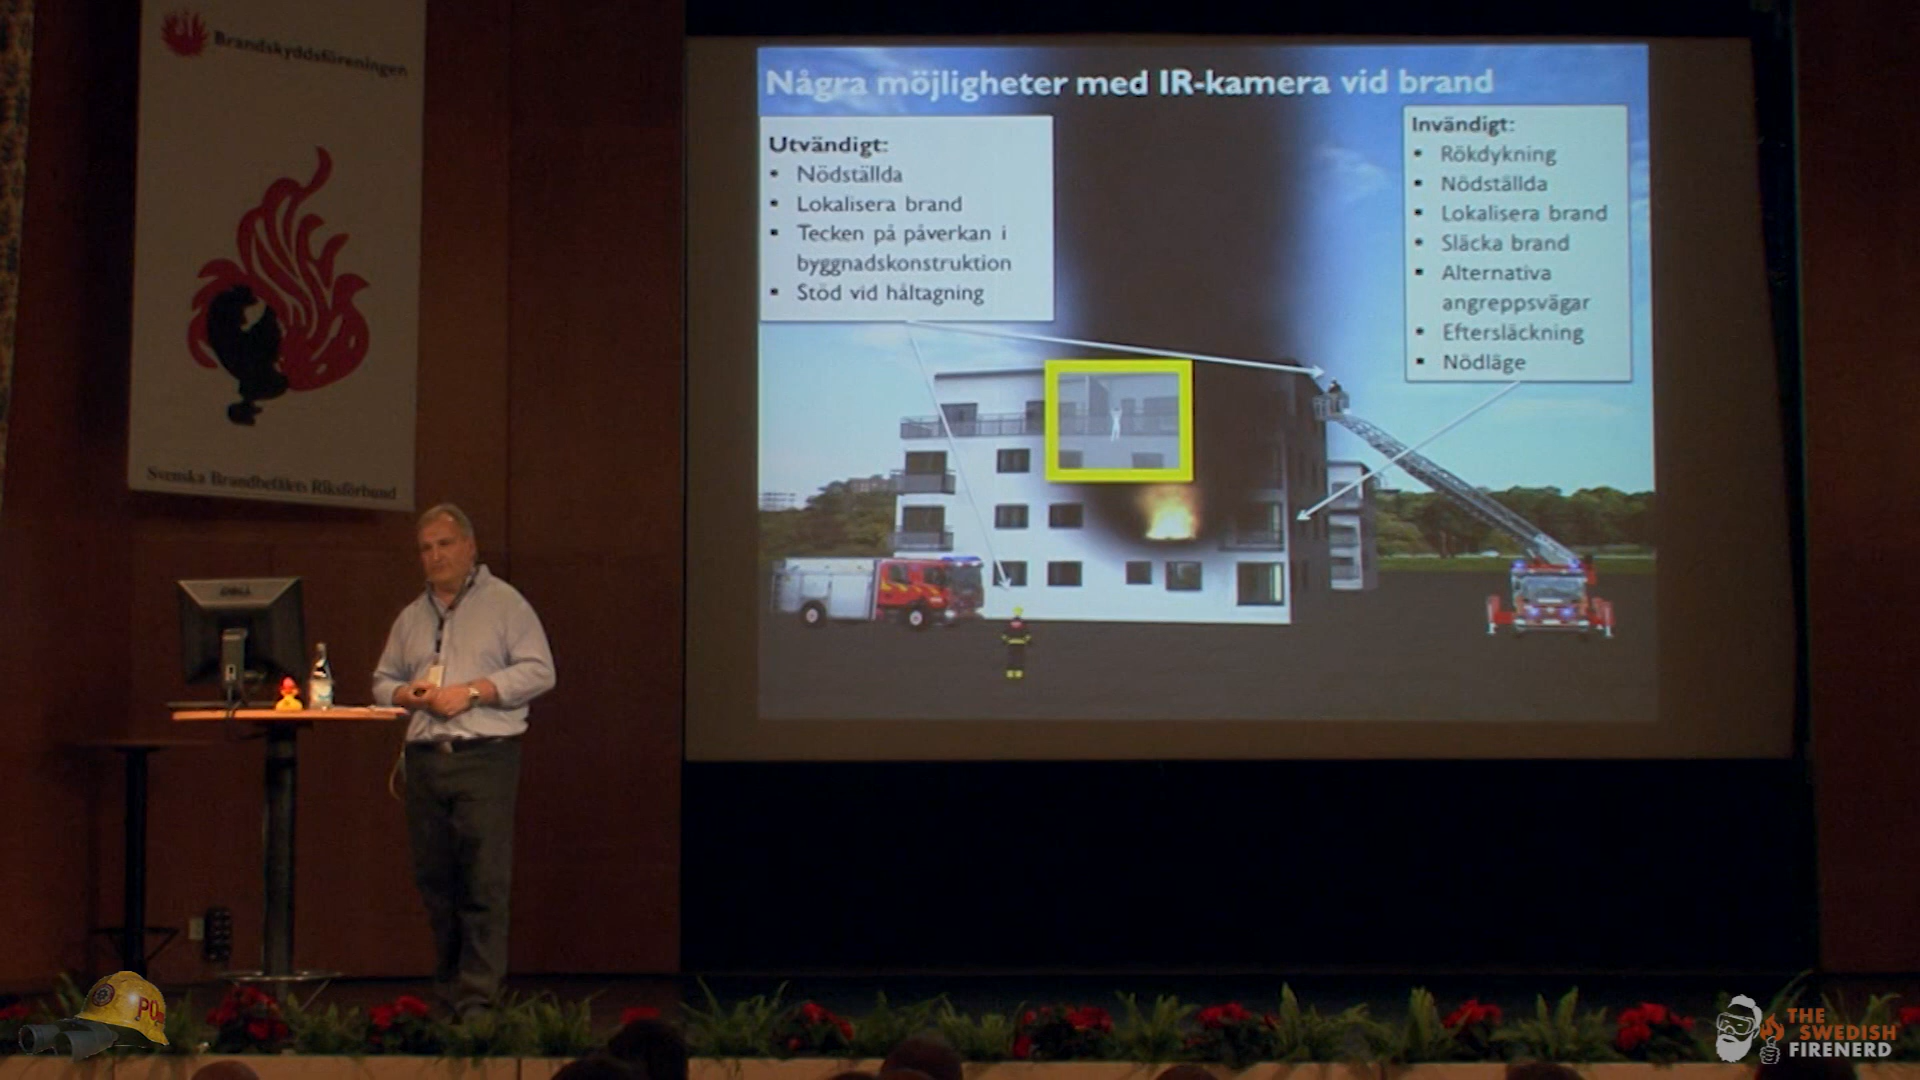 Brandskyddsföreningen
Svenska Brandbefälets Riksförbund
Några möjligheter med IR-kamera vid brand
Utvändigt:
▪ Nödställda
▪ Lokalisera brand
▪ Tecken på påverkan i
byggnadskonstruktion
▪ Stöd vid håltagning
Invändigt:
▪ Rökdykning
▪ Nödställda
▪ Lokalisera brand
▪ Släcka brand
▪ Alternativa
angreppsvägar
▪ Eftersläckning
▪ Nödläge
DELL
THE
SWEDISH
FIRENERD